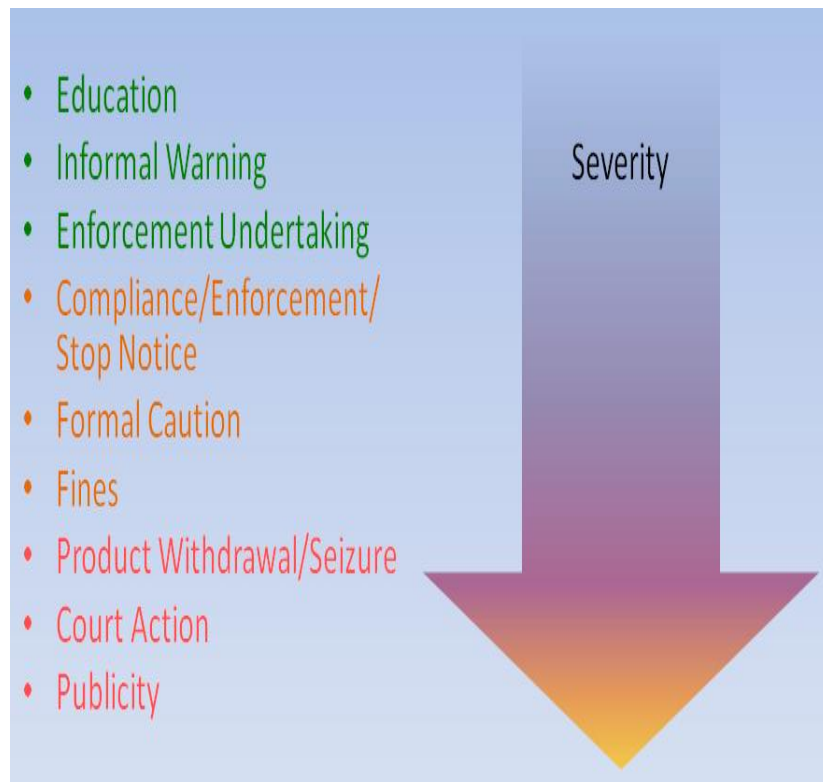 • Education
• Informal Warning
• Enforcement Undertaking
• Compliance/Enforcement/
Stop Notice
• Formal Caution
• Fines
• Product Withdrawal/Seizure
• Court Action
• Publicity
Severity